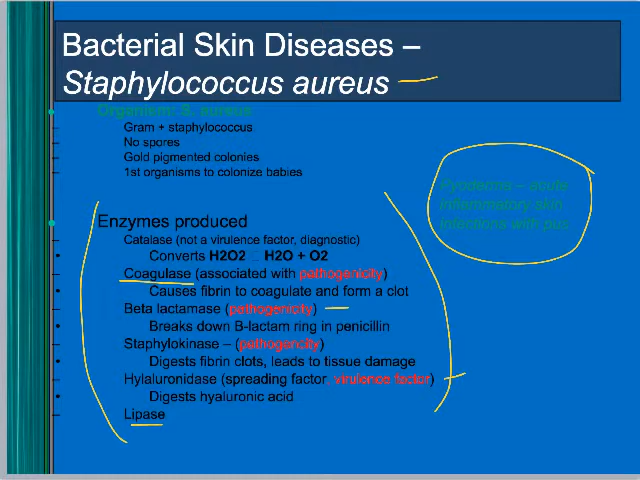 Bacterial Skin Diseases –
Staphylococcus aureus
Organism: S. aureus
Gram + staphylococcus
No spores
Gold pigmented colonies
1st organisms to colonize babies
Pyoderma – acute
inflammatory skin
infections with pus
Enzymes produced
Catalase (not a virulence factor, diagnostic)
Converts H2O2 H2O + O2
Coagulase (associated with pathogenicity)
Causes fibrin to coagulate and form a clot
Beta lactamase (pathogenicity)
Breaks down B-lactam ring in penicillin
Staphylokinase – (pathogencity)
Digests fibrin clots, leads to tissue damage
Hylaluronidase (spreading factor, virulence factor)
Digests hyaluronic acid
Lipase